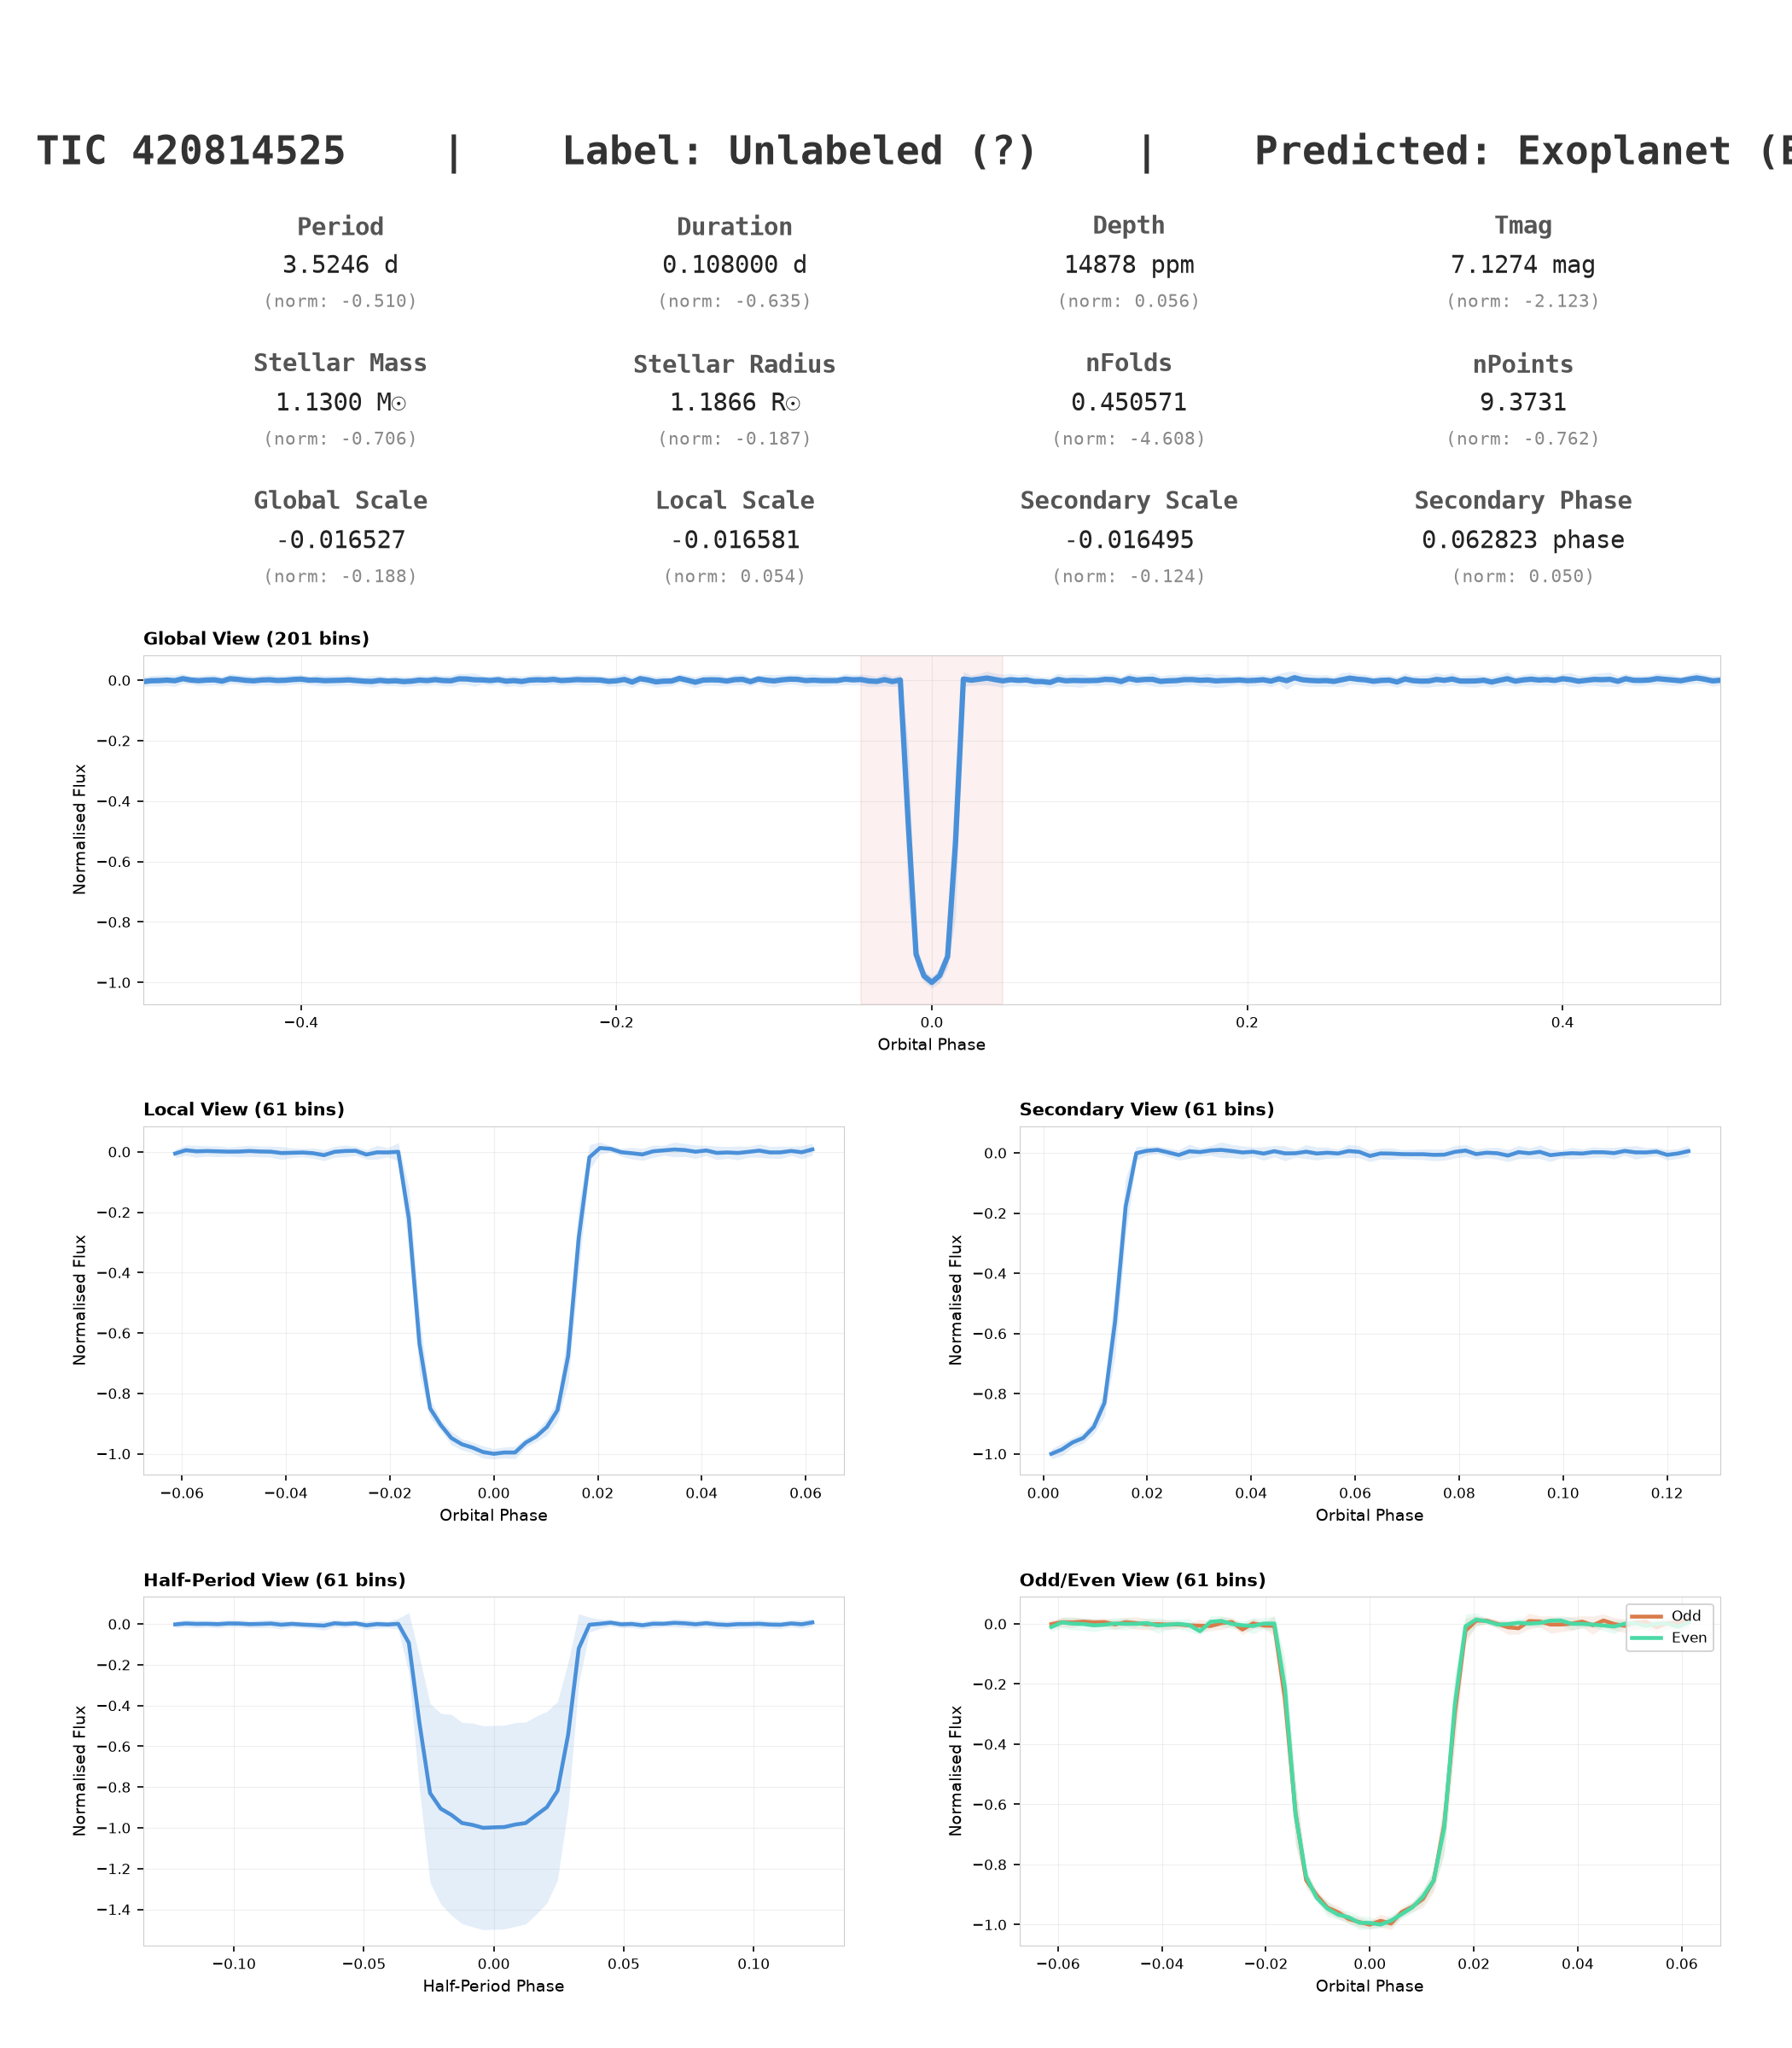 TIC 420814525 | Label: Unlabeled (?) | Predicted: Exoplanet (E
Period Duration Depth Tmag
3.5246 d 0.108000 d 14878 ppm 7.1274 mag
(norm: -0.510) (norm: -0.635) (norm: 0.056) (norm: -2.123)
Stellar Mass Stellar Radius nFolds nPoints
1.1300 M☉ 1.1866 R☉ 0.450571 9.3731
(norm: -0.706) (norm: -0.187) (norm: -4.608) (norm: -0.762)
Global Scale Local Scale Secondary Scale Secondary Phase
-0.016527 -0.016581 -0.016495 0.062823 phase
(norm: -0.188) (norm: 0.054) (norm: -0.124) (norm: 0.050)
Global View (201 bins)
Normalised Flux
0.0
−0.2
−0.4
−0.6
−0.8
−1.0
−0.4 −0.2 0.0 0.2 0.4
Orbital Phase
Local View (61 bins)
Normalised Flux
0.0
−0.2
−0.4
−0.6
−0.8
−1.0
−0.06 −0.04 −0.02 0.00 0.02 0.04 0.06
Orbital Phase
Secondary View (61 bins)
Normalised Flux
0.0
−0.2
−0.4
−0.6
−0.8
−1.0
0.00 0.02 0.04 0.06 0.08 0.10 0.12
Orbital Phase
Half-Period View (61 bins)
Normalised Flux
0.0
−0.2
−0.4
−0.6
−0.8
−1.0
−1.2
−1.4
−0.10 −0.05 0.00 0.05 0.10
Half-Period Phase
Odd/Even View (61 bins)
Normalised Flux
0.0
−0.2
−0.4
−0.6
−0.8
−1.0
Odd
Even
−0.06 −0.04 −0.02 0.00 0.02 0.04 0.06
Orbital Phase